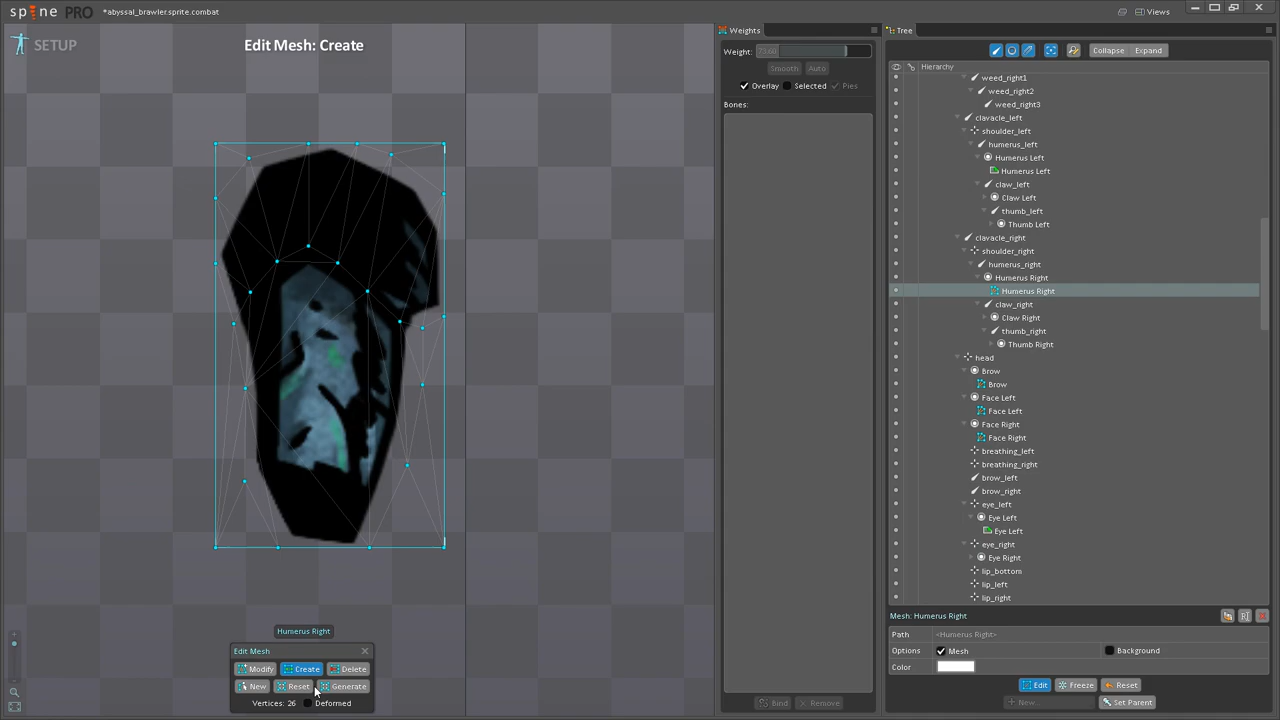 spine PRO *abyssal_brawler.sprite.combat
Views
SETUP
Edit Mesh: Create
Weights
Weight: 73.60
Smooth Auto
Overlay Selected Pies
Bones:
Bind Remove
Tree
Collapse Expand
Hierarchy
weed_right1
weed_right2
weed_right3
clavacle_left
shoulder_left
humerus_left
Humerus Left
Humerus Left
claw_left
Claw Left
thumb_left
Thumb Left
clavacle_right
shoulder_right
humerus_right
Humerus Right
Humerus Right
claw_right
Claw Right
thumb_right
Thumb Right
head
Brow
Brow
Face Left
Face Left
Face Right
Face Right
breathing_left
breathing_right
brow_left
brow_right
eye_left
Eye Left
Eye Left
eye_right
Eye Right
lip_bottom
lip_left
lip_right
Mesh: Humerus Right
Path <Humerus Right>
Options Mesh Background
Color
Edit Freeze Reset
New... Set Parent
Humerus Right
Edit Mesh
Modify Create Delete
New Reset Generate
Vertices: 26 Deformed